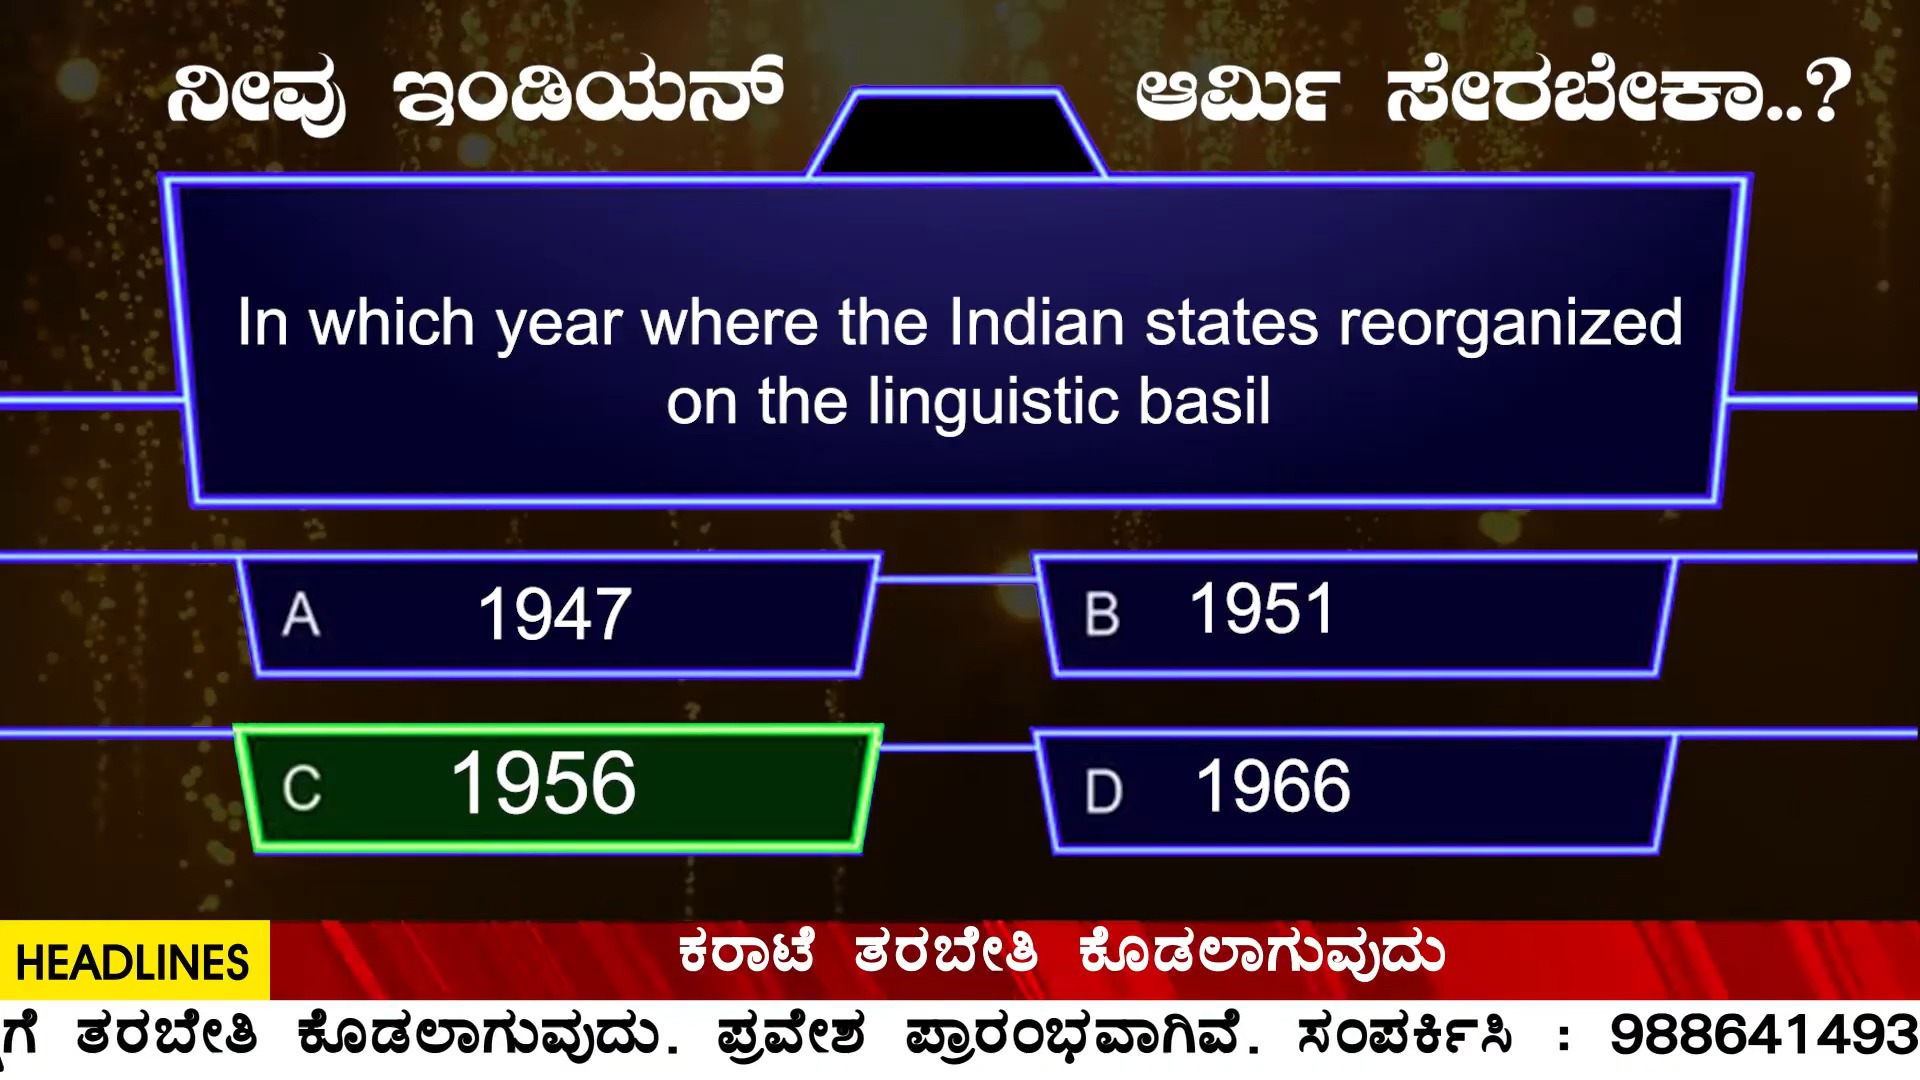 ನೀವು ಇಂಡಿಯನ್ ಆರ್ಮಿ ಸೇರಬೇಕಾ..?
In which year where the Indian states reorganized
on the linguistic basil
A 1947
B 1951
C 1956
D 1966
HEADLINES
ಕರಾಟೆ ತರಬೇತಿ ಕೊಡಲಾಗುವುದು
ತರಬೇತಿ ಕೊಡಲಾಗುವುದು. ಪ್ರವೇಶ ಪ್ರಾರಂಭವಾಗಿವೆ. ಸಂಪರ್ಕಿಸಿ : 988641493